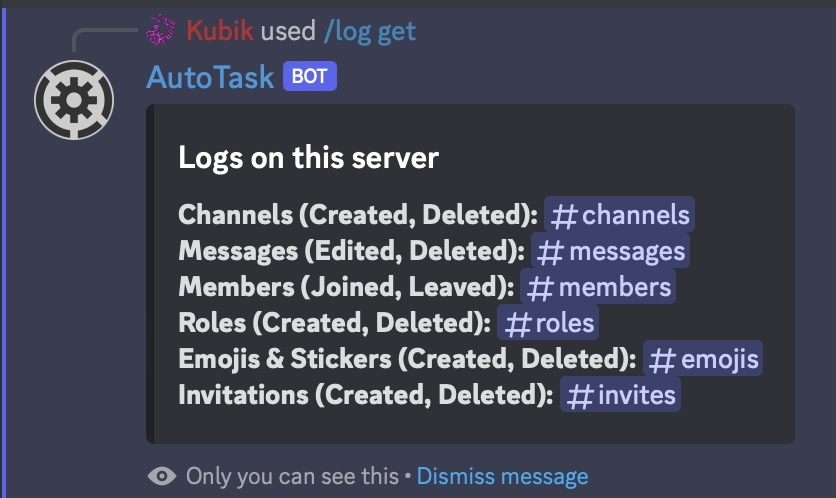 Kubik used /log get
AutoTask BOT
Logs on this server
Channels (Created, Deleted): #channels
Messages (Edited, Deleted): #messages
Members (Joined, Leaved): #members
Roles (Created, Deleted): #roles
Emojis & Stickers (Created, Deleted): #emojis
Invitations (Created, Deleted): #invites
Only you can see this • Dismiss message